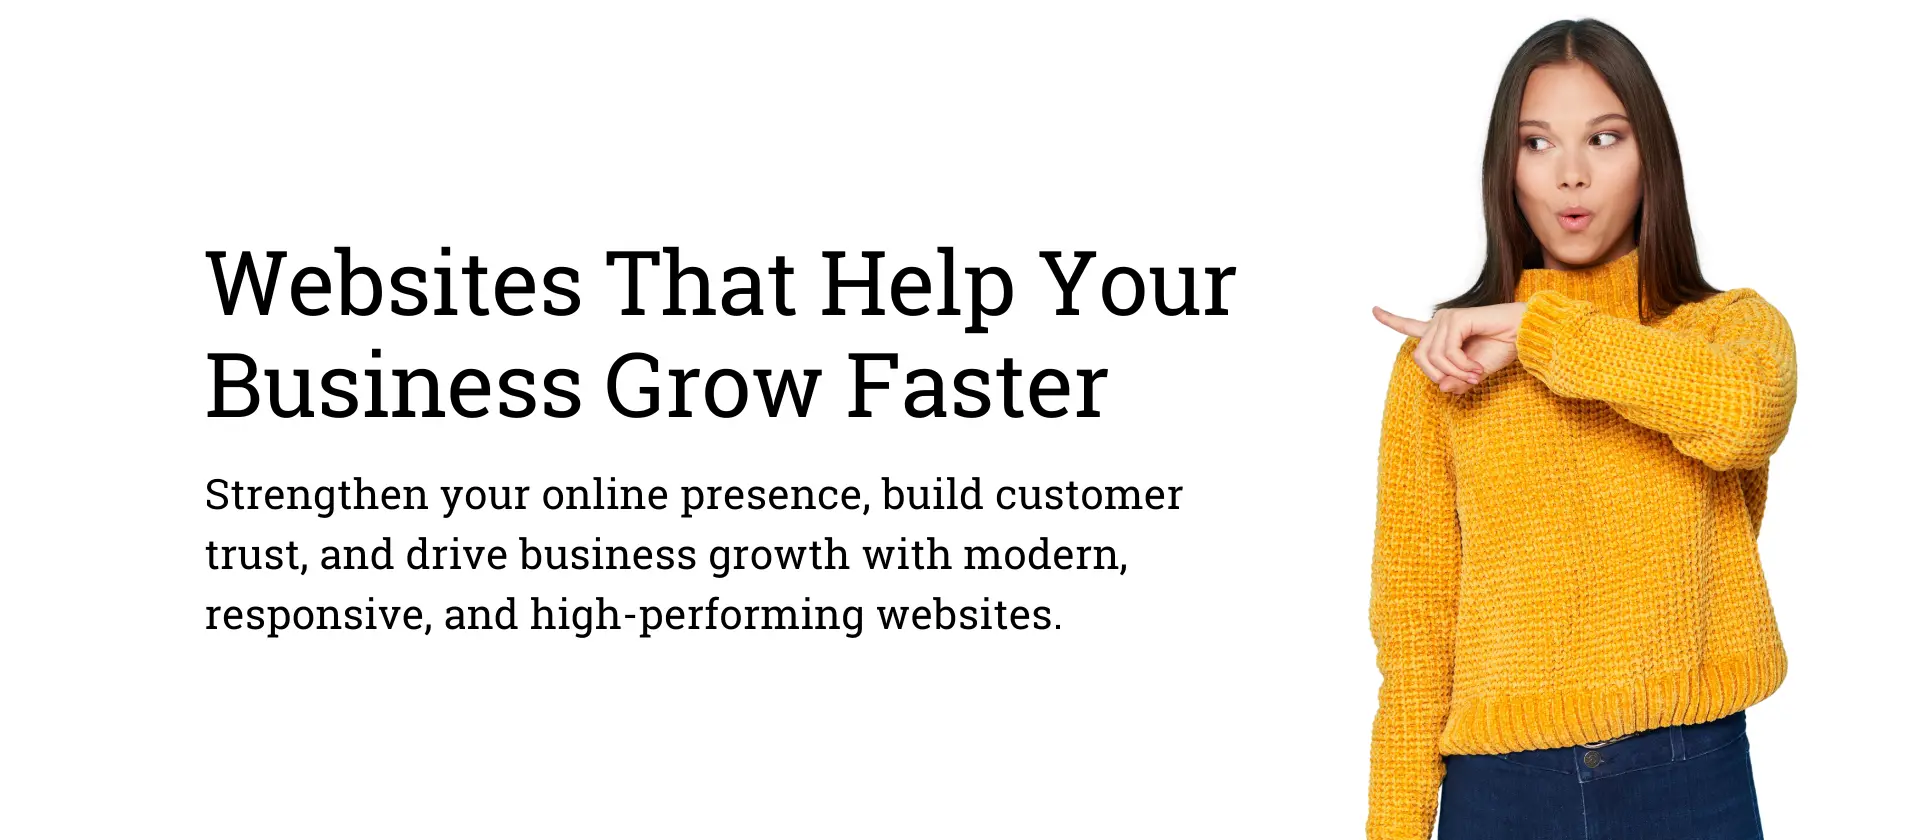 Websites That Help Your
Business Grow Faster
Strengthen your online presence, build customer
trust, and drive business growth with modern,
responsive, and high-performing websites.